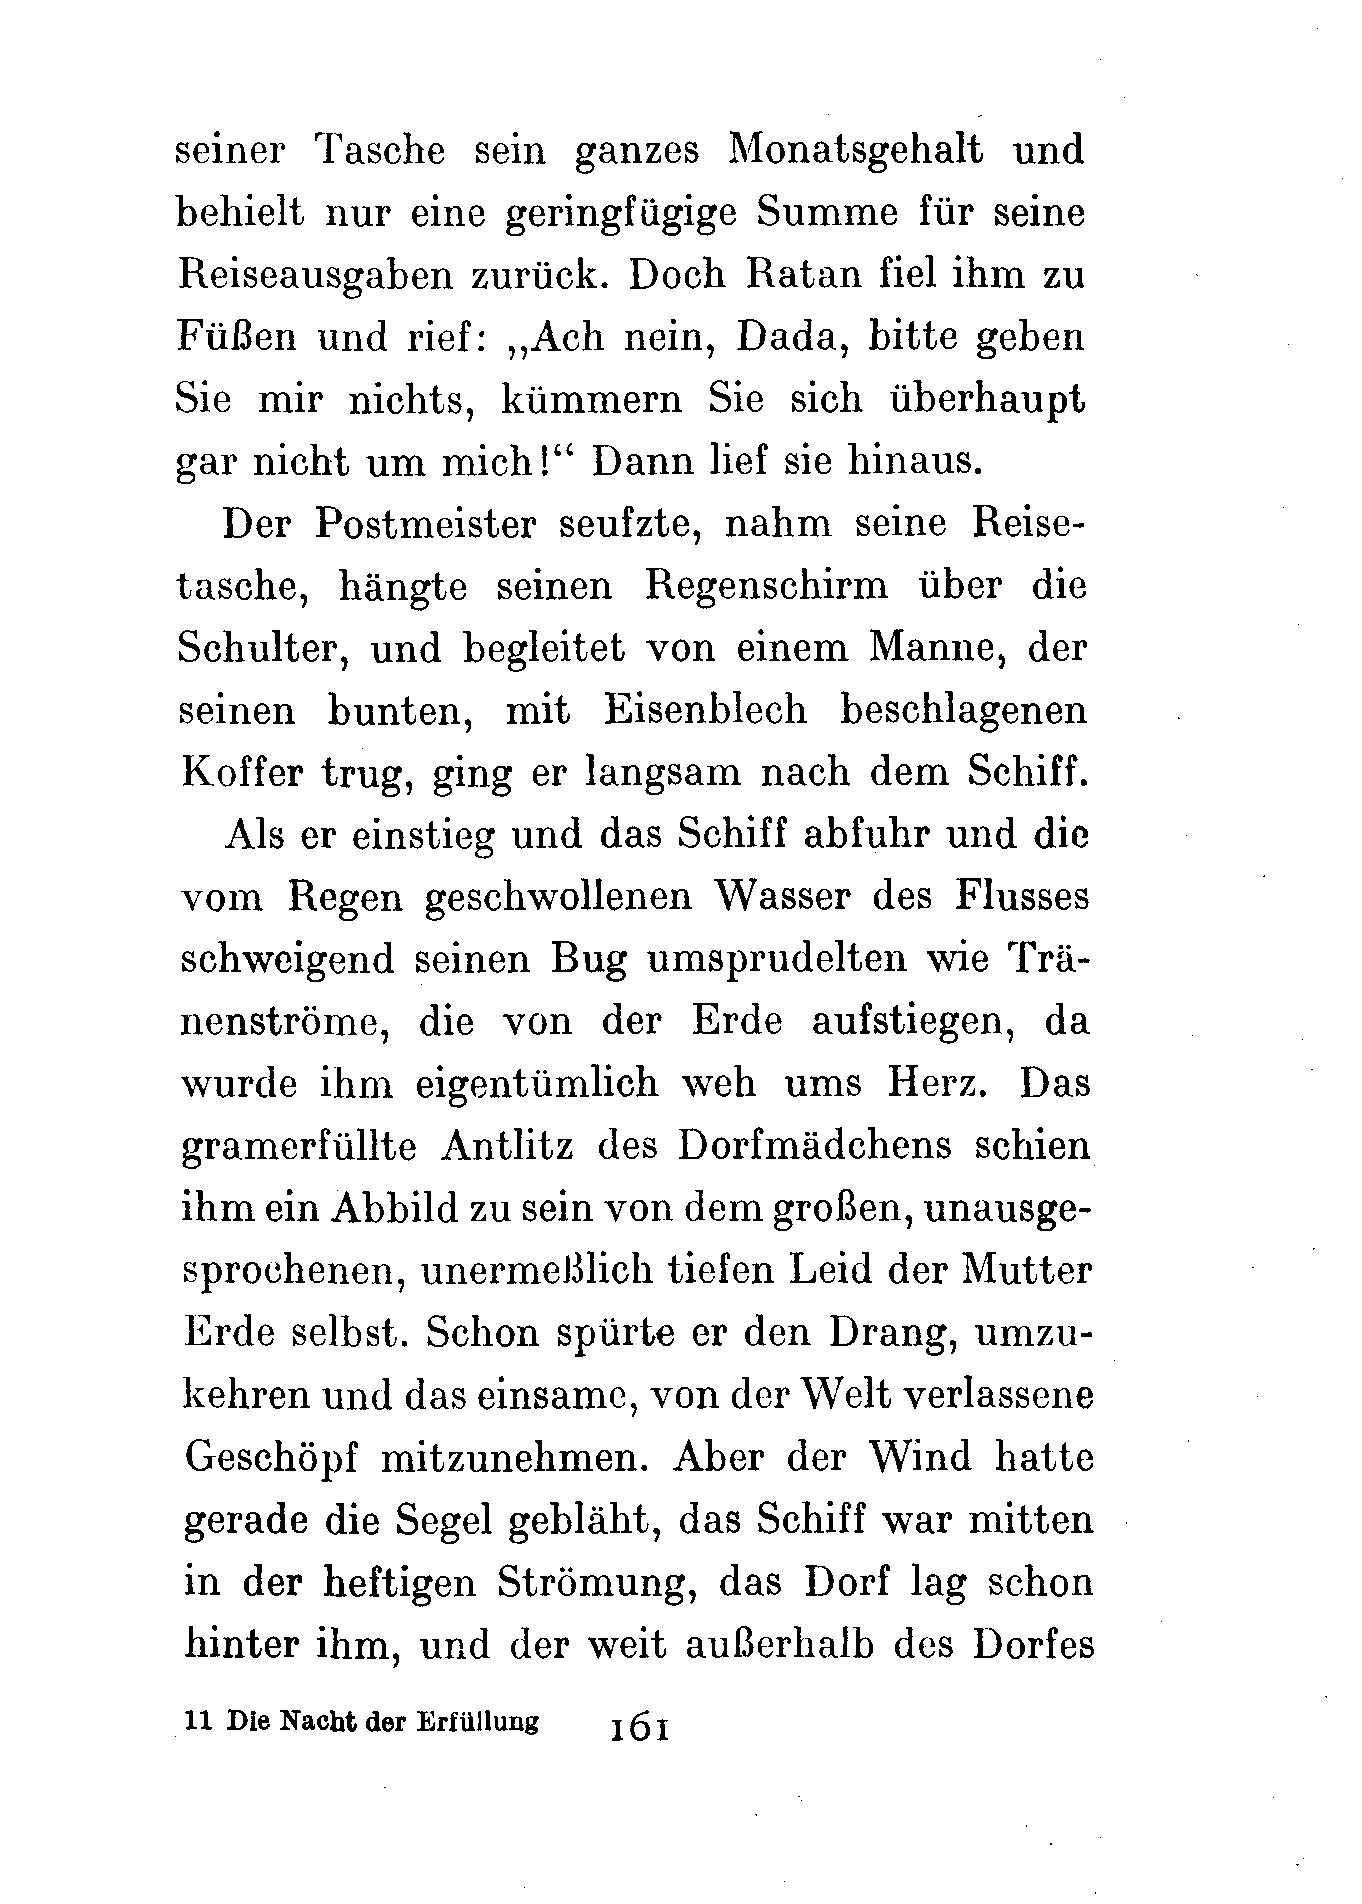 seiner Tasche sein ganzes Monatsgehalt und
behielt nur eine geringfügige Summe für seine
Reiseausgaben zurück. Doch Ratan fiel ihm zu
Füßen und rief: „Ach nein, Dada, bitte geben
Sie mir nichts, kümmern Sie sich überhaupt
gar nicht um mich!“ Dann lief sie hinaus.
Der Postmeister seufzte, nahm seine Reise-
tasche, hängte seinen Regenschirm über die
Schulter, und begleitet von einem Manne, der
seinen bunten, mit Eisenblech beschlagenen
Koffer trug, ging er langsam nach dem Schiff.
Als er einstieg und das Schiff abfuhr und die
vom Regen geschwollenen Wasser des Flusses
schweigend seinen Bug umsprudelten wie Trä-
nenströme, die von der Erde aufstiegen, da
wurde ihm eigentümlich weh ums Herz. Das
gramerfüllte Antlitz des Dorfmädchens schien
ihm ein Abbild zu sein von dem großen, unausge-
sprochenen, unermeßlich tiefen Leid der Mutter
Erde selbst. Schon spürte er den Drang, umzu-
kehren und das einsame, von der Welt verlassene
Geschöpf mitzunehmen. Aber der Wind hatte
gerade die Segel gebläht, das Schiff war mitten
in der heftigen Strömung, das Dorf lag schon
hinter ihm, und der weit außerhalb des Dorfes
11 Die Nacht der Erfüllung 161